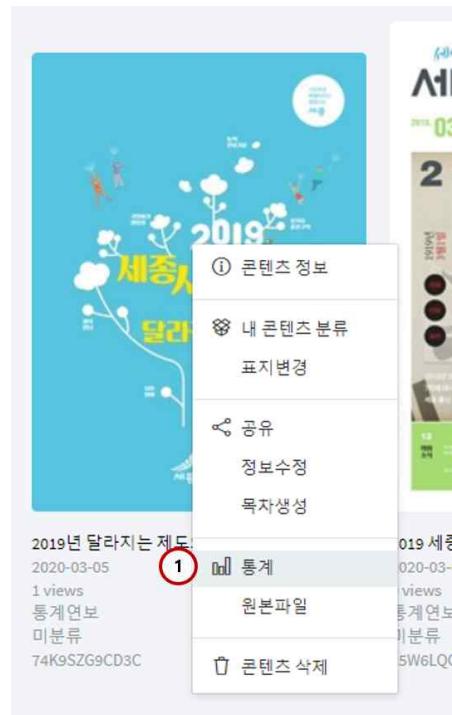 2019
세종
달라
콘텐츠 정보
내 콘텐츠 분류
표지변경
공유
정보수정
목차생성
1 통계
원본파일
콘텐츠 삭제
2019년 달라지는 제도
2020-03-05
1 views
통계연보
미분류
74K9SZG9CD3C
03
2
019 세종
020-03-
views
통계연보
미분류
5W6LQ